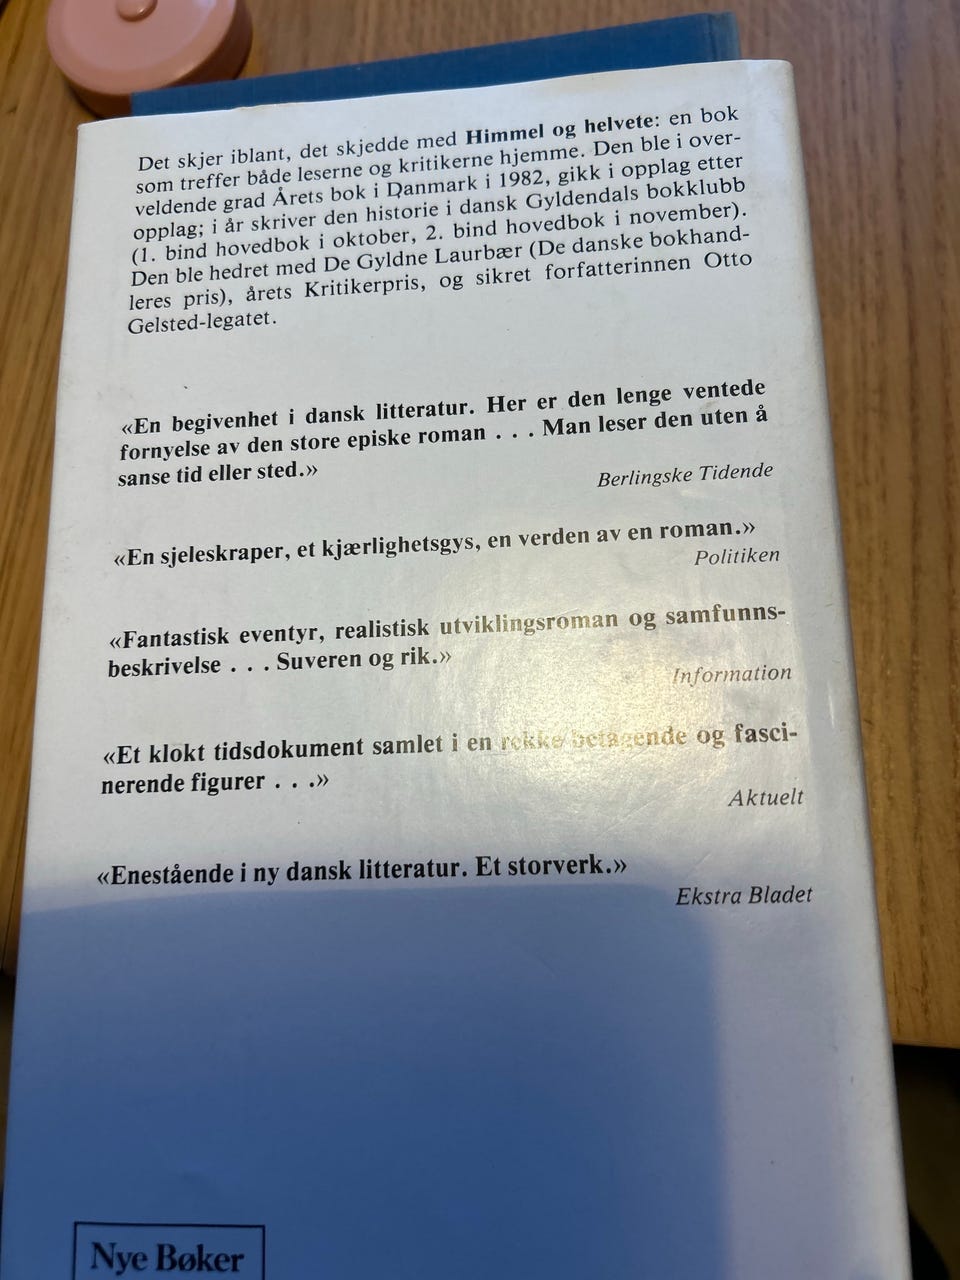 Det skjer iblant, det skjedde med Himmel og helvete: en bok
som treffer både leserne og kritikerne hjemme. Den ble i over-
veldende grad Årets bok i Danmark i 1982, gikk i opplag etter
opplag; i år skriver den historie i dansk Gyldendals bokklubb
(1. bind hovedbok i oktober, 2. bind hovedbok i november).
Den ble hedret med De Gyldne Laurbær (De danske bokhand-
leres pris), årets Kritikerpris, og sikret forfatterinnen Otto
Gelsted-legatet.
«En begivenhet i dansk litteratur. Her er den lenge ventede
fornyelse av den store episke roman . . . Man leser den uten å
sanse tid eller sted.»
Berlingske Tidende
«En sjeleskraper, et kjærlighetsgys, en verden av en roman.»
Politiken
«Fantastisk eventyr, realistisk utviklingsroman og samfunns-
beskrivelse . . . Suveren og rik.»
Information
«Et klokt tidsdokument samlet i en rekke betagende og fasci-
nerende figurer . . .»
Aktuelt
«Enestående i ny dansk litteratur. Et storverk.»
Ekstra Bladet
Nye Bøker